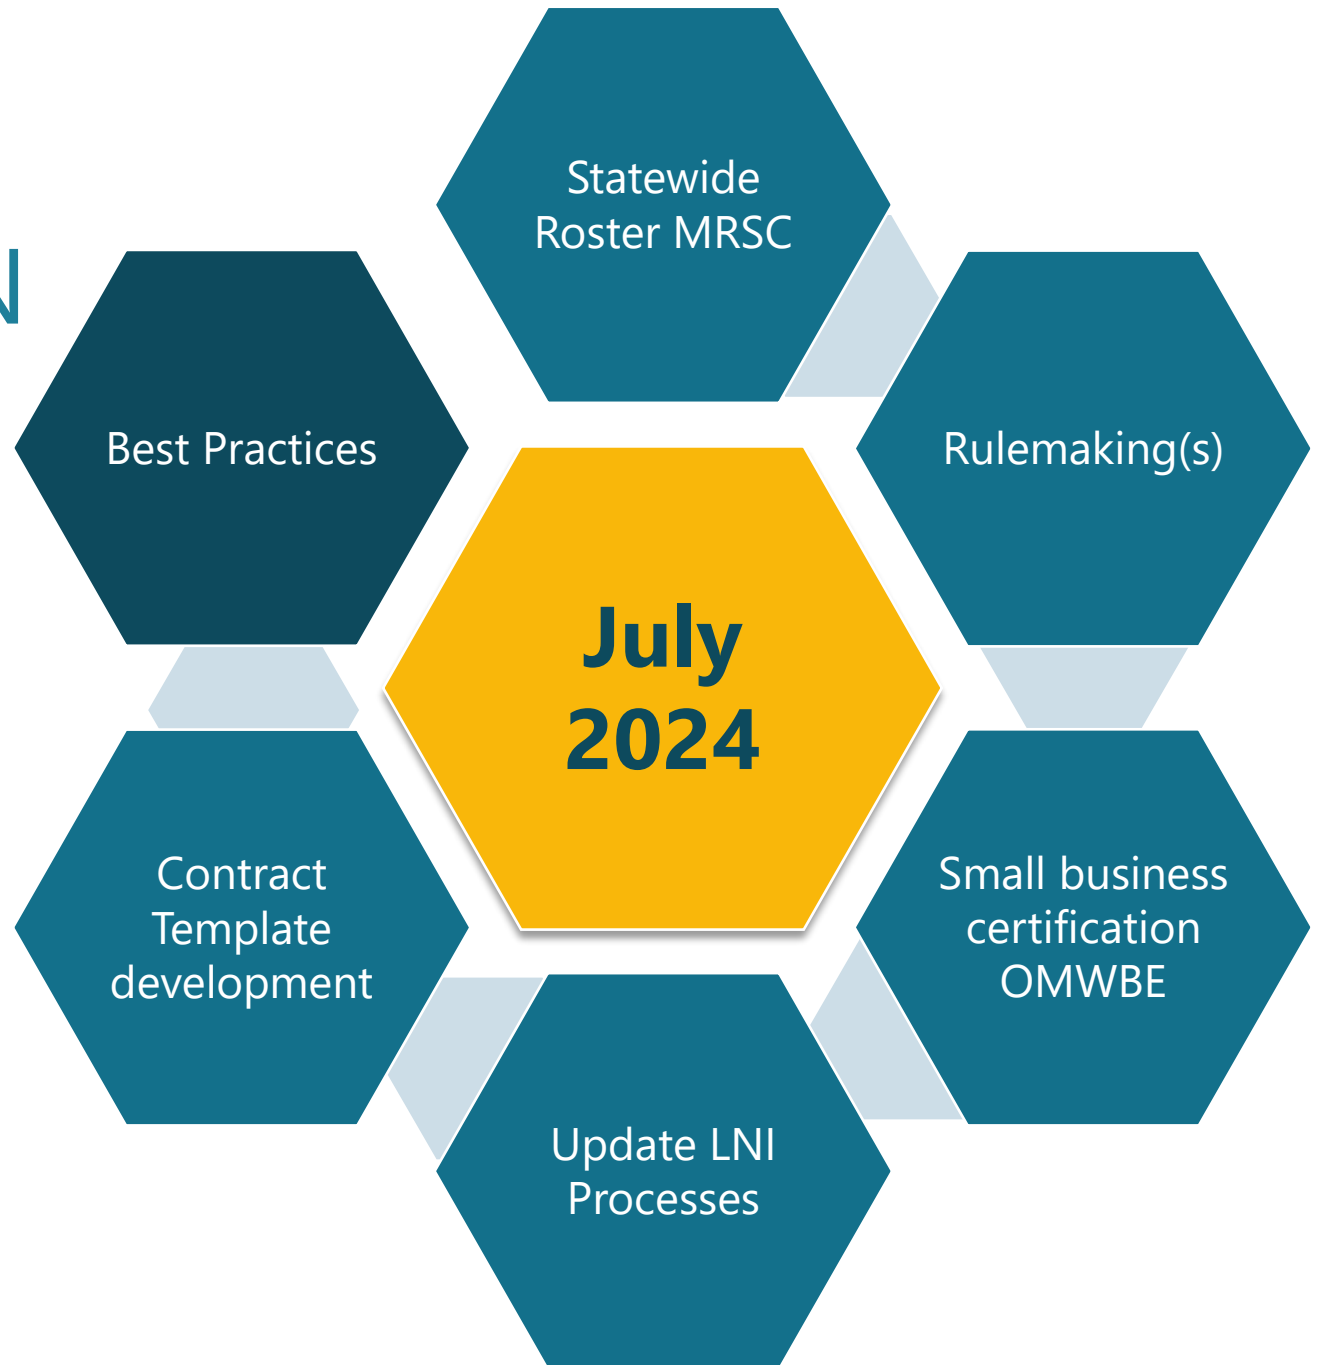 N
Statewide
Roster MRSC
Rulemaking(s)
Small business
certification
OMWBE
Update LNI
Processes
Contract
Template
development
Best Practices
July
2024